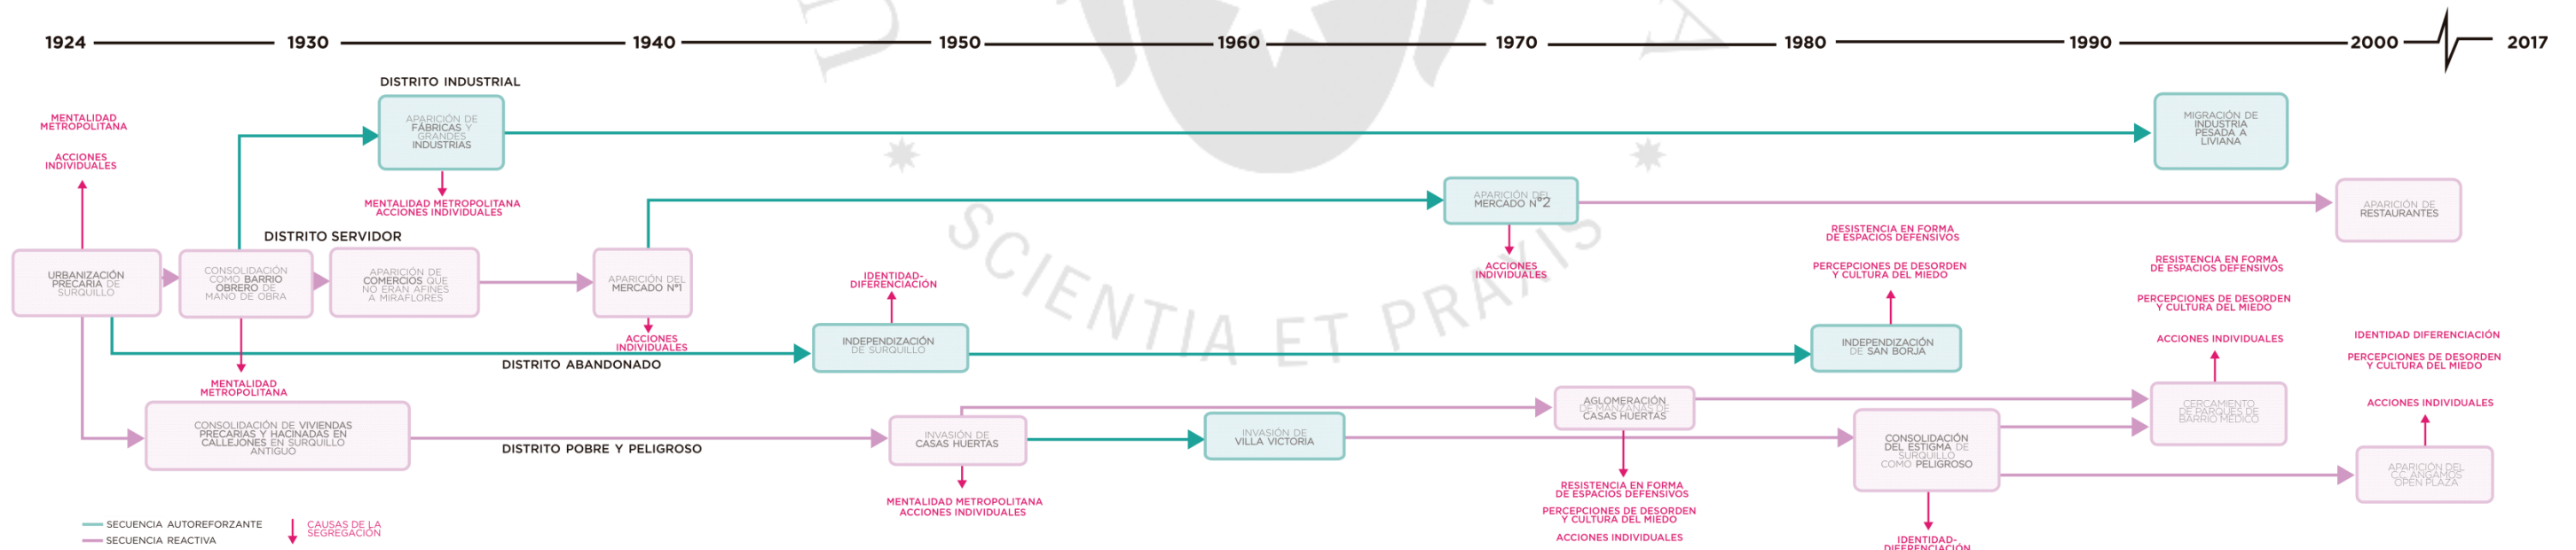 1924
1930
1940
1950
1960
1970
1980
1990
2000
2017
DISTRITO INDUSTRIAL
MENTALIDAD
METROPOLITANA
ACCIONES
INDIVIDUALES
APARICIÓN DE
FÁBRICAS Y
GRANDES
INDUSTRIAS
MIGRACIÓN DE
INDUSTRIA
PESADA A
LIVIANA
MENTALIDAD METROPOLITANA
ACCIONES INDIVIDUALES
APARICIÓN DEL
MERCADO N°2
APARICIÓN DE
RESTAURANTES
DISTRITO SERVIDOR
URBANIZACIÓN
PRECARIA DE
SURQUILLO
CONSOLIDACIÓN
COMO BARRIO
OBRERO DE
MANO DE OBRA
APARICIÓN DE
COMERCIOS QUE
NO ERAN AFINES
A MIRAFLORES
APARICIÓN DEL
MERCADO N°1
ACCIONES
INDIVIDUALES
IDENTIDAD-
DIFERENCIACIÓN
ACCIONES
INDIVIDUALES
RESISTENCIA EN FORMA
DE ESPACIOS DEFENSIVOS
PERCEPCIONES DE DESORDEN
Y CULTURA DEL MIEDO
RESISTENCIA EN FORMA
DE ESPACIOS DEFENSIVOS
PERCEPCIONES DE DESORDEN
Y CULTURA DEL MIEDO
ACCIONES INDIVIDUALES
INDEPENDIZACIÓN
DE SURQUILLO
INDEPENDIZACIÓN
DE SAN BORJA
DISTRITO ABANDONADO
IDENTIDAD DIFERENCIACIÓN
PERCEPCIONES DE DESORDEN
Y CULTURA DEL MIEDO
ACCIONES INDIVIDUALES
MENTALIDAD
METROPOLITANA
CONSOLIDACIÓN DE VIVIENDAS
PRECARIAS Y HACINADAS EN
CALLEJONES EN SURQUILLO
ANTIGUO
DISTRITO POBRE Y PELIGROSO
INVASIÓN DE
CASAS HUERTAS
INVASIÓN DE
VILLA VICTORIA
AGLOMERACIÓN
DE MANZANAS DE
CASAS HUERTAS
CONSOLIDACIÓN
DEL ESTIGMA DE
SURQUILLO
COMO PELIGROSO
CERCAMIENTO
DE PARQUES DE
BARRIO MEDICO
APARICIÓN DEL
C.C. ANGAMOS
OPEN PLAZA
MENTALIDAD METROPOLITANA
ACCIONES INDIVIDUALES
RESISTENCIA EN FORMA
DE ESPACIOS DEFENSIVOS
PERCEPCIONES DE DESORDEN
Y CULTURA DEL MIEDO
ACCIONES INDIVIDUALES
IDENTIDAD-
DIFERENCIACIÓN
SECUENCIA AUTOREFORZANTE
SECUENCIA REACTIVA
CAUSAS DE LA
SEGREGACIÓN
SCIENTIA ET PRAXIS